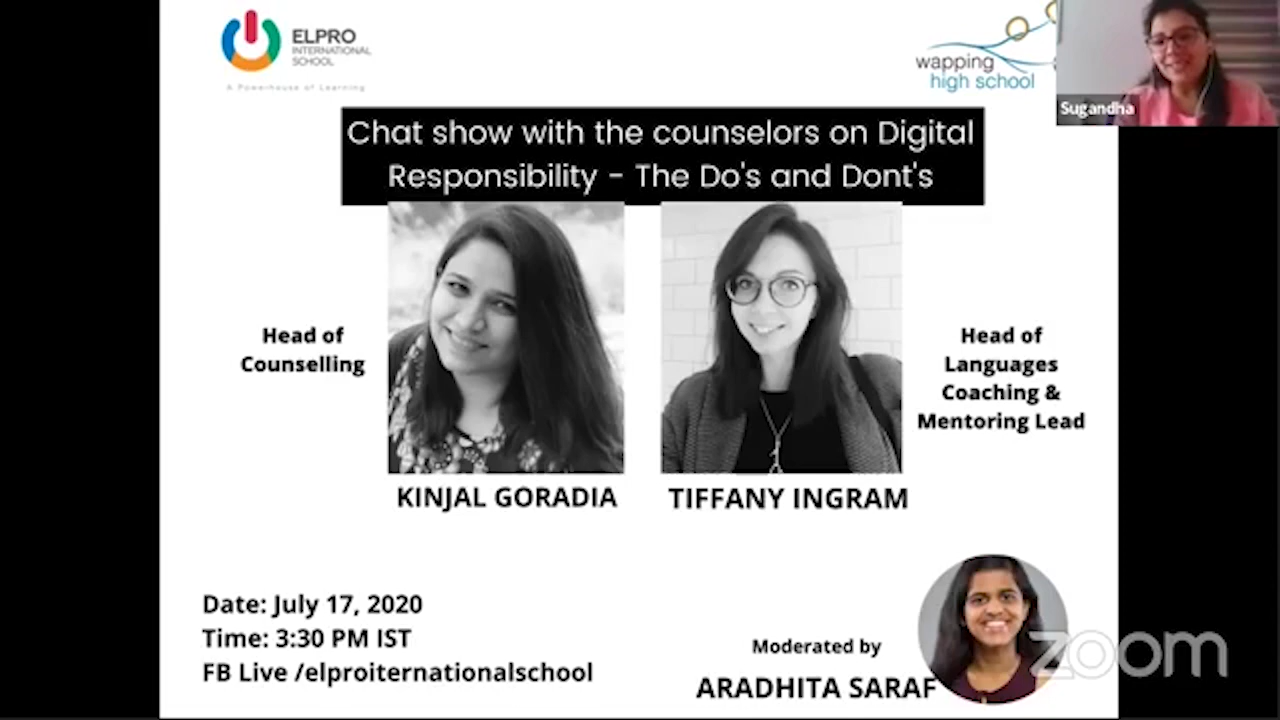 ELPRO
INTERNATIONAL
SCHOOL
A Powerhouse of Learning
wapping
high school
Sugandha
Chat show with the counselors on Digital
Responsibility - The Do's and Dont's
Head of
Counselling
Head of
Languages
Coaching &
Mentoring Lead
KINJAL GORADIA
TIFFANY INGRAM
Date: July 17, 2020
Time: 3:30 PM IST
FB Live /elproiternationalschool
Moderated by
ARADHITA SARAF
zoom